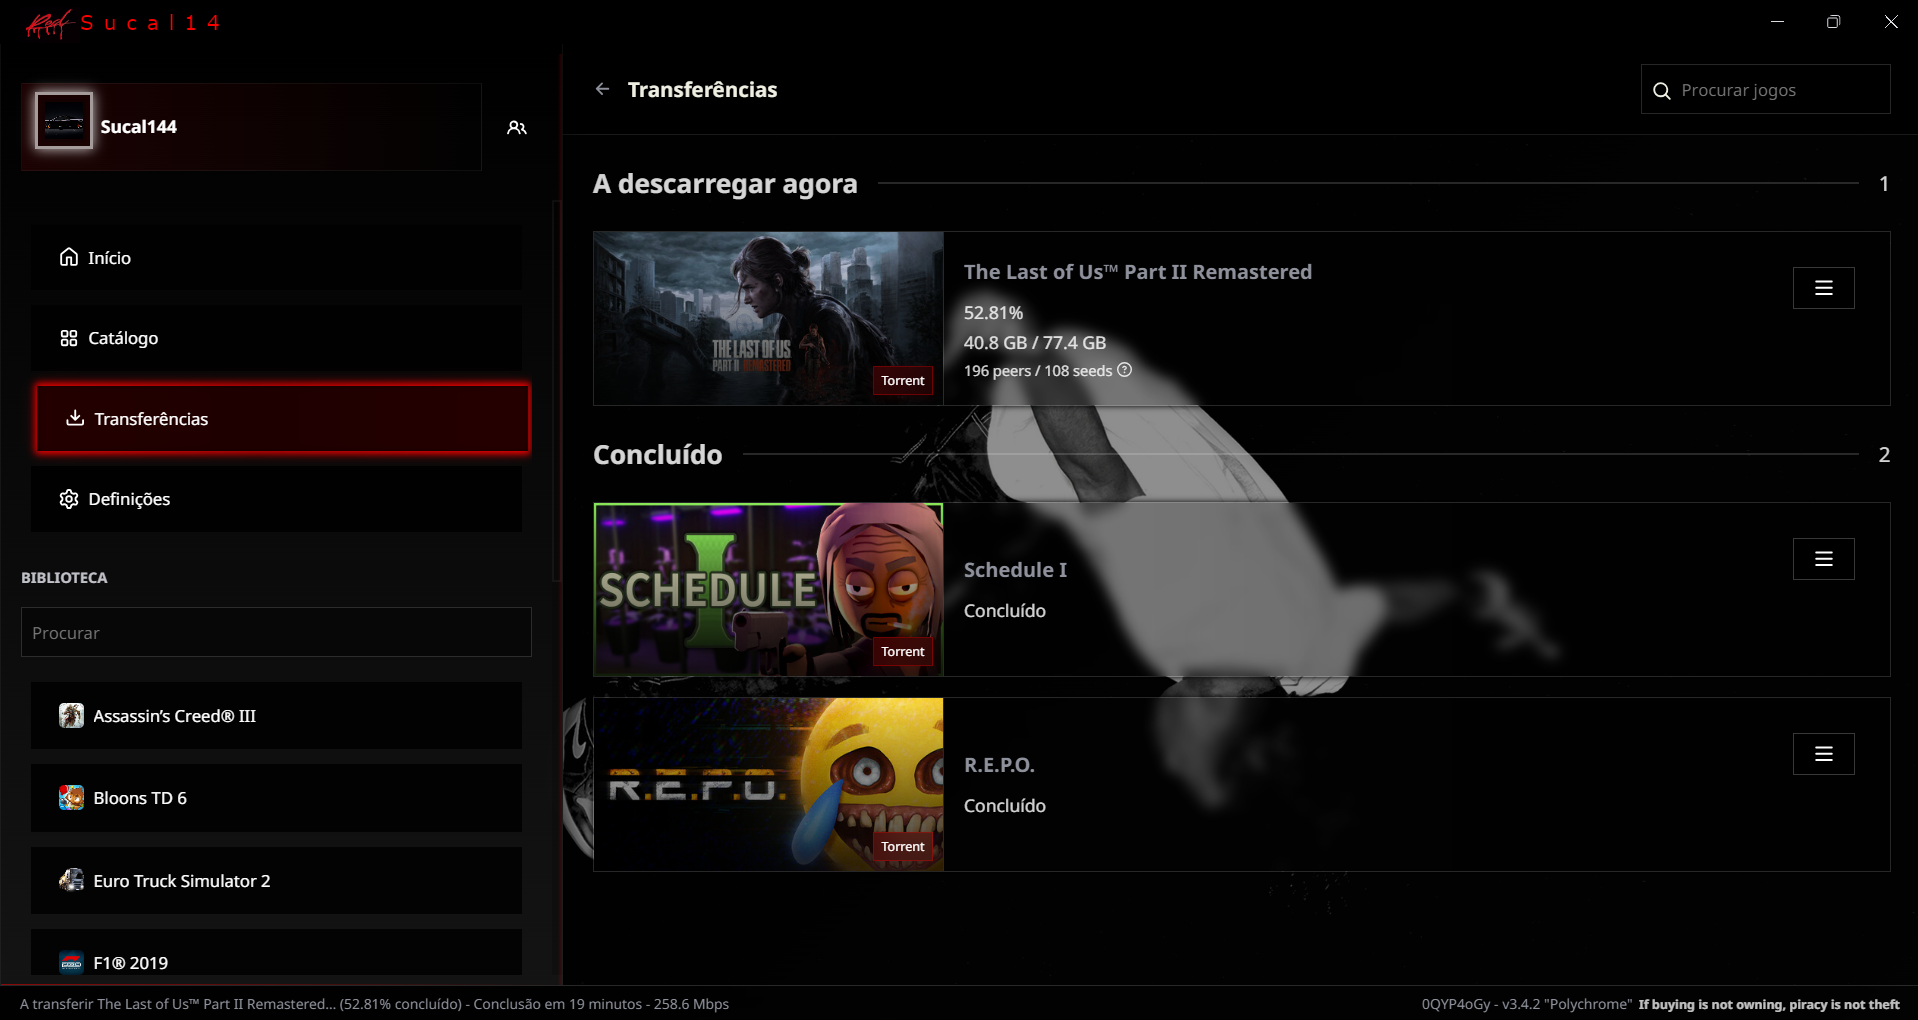 Red Sucal14
Sucal144
Início
Catálogo
Transferências
Definições
BIBLIOTECA
Procurar
Assassin's Creed® III
Bloons TD 6
Euro Truck Simulator 2
F1® 2019
Transferências
Procurar jogos
A descarregar agora 1
THE LAST OF US
PART II REMASTERED
Torrent
The Last of Us™ Part II Remastered
52.81%
40.8 GB / 77.4 GB
196 peers / 108 seeds
Concluído 2
SCHEDULE I
Torrent
Schedule I
Concluído
R.E.P.O.
Torrent
R.E.P.O.
Concluído
A transferir The Last of Us™ Part II Remastered... (52.81% concluído) - Conclusão em 19 minutos - 258.6 Mbps
0QYP4oGy - v3.4.2 "Polychrome" If buying is not owning, piracy is not theft